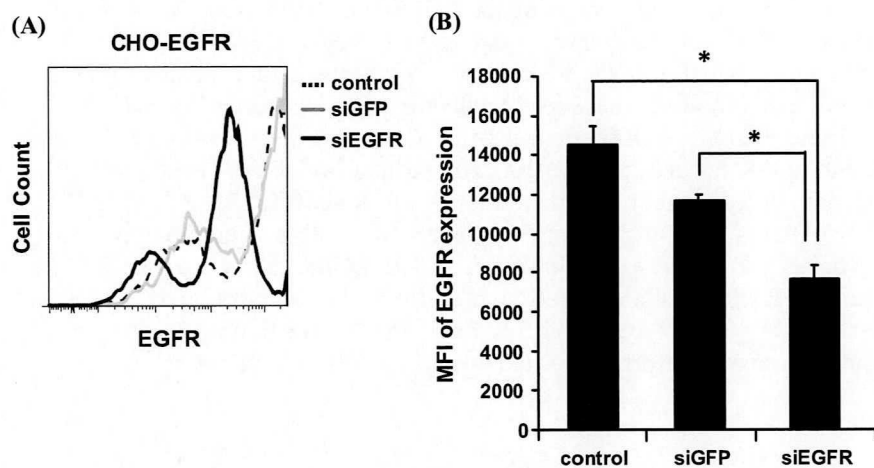 (A)
CHO-EGFR
control
siGFP
siEGFR
Cell Count
EGFR
(B)
*
*
MFI of EGFR expression
18000
16000
14000
12000
10000
8000
6000
4000
2000
0
control siGFP siEGFR